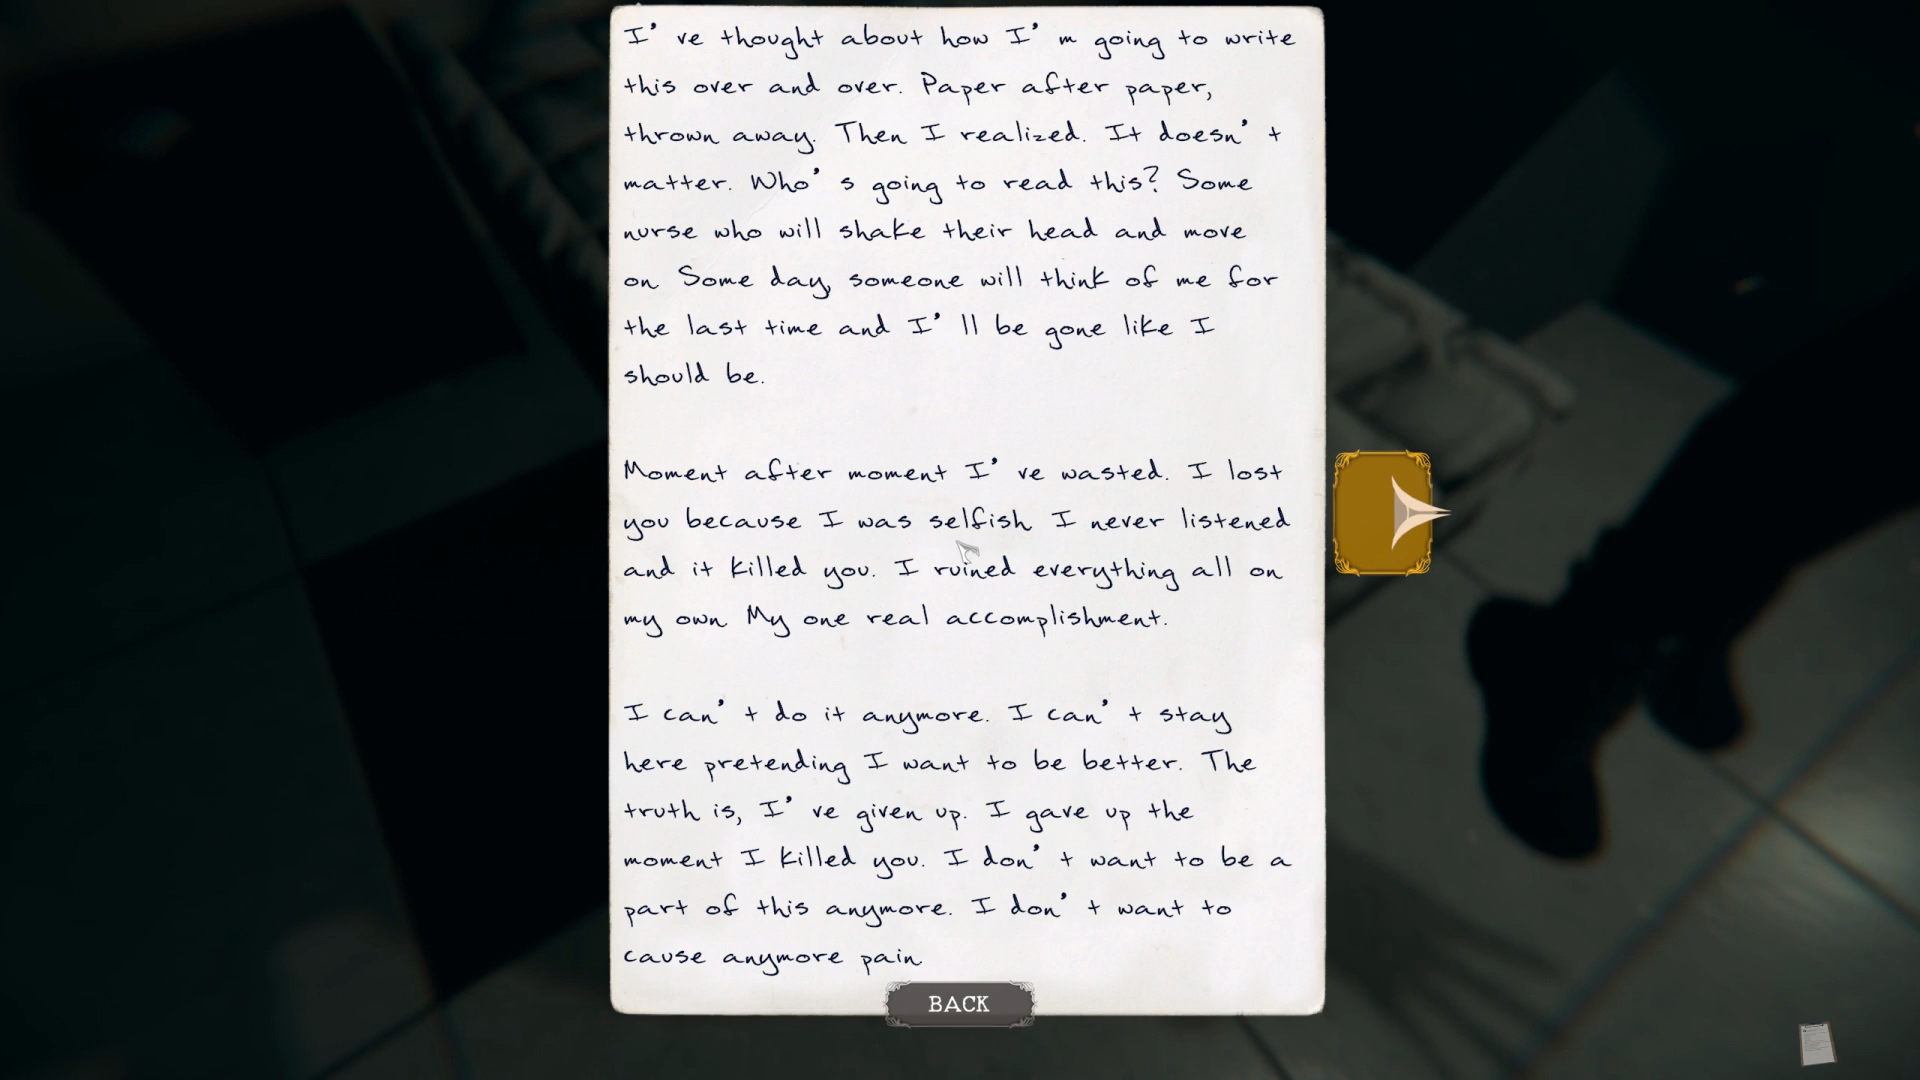 I' ve thought about how I' m going to write
this over and over. Paper after paper,
thrown away. Then I realized. It doesn' t
matter. Who' s going to read this? Some
nurse who will shake their head and move
on. Some day, someone will think of me for
the last time and I' ll be gone like I
should be.
Moment after moment I' ve wasted. I lost
you because I was selfish. I never listened
and it killed you. I ruined everything all on
my own. My one real accomplishment.
I can' t do it anymore. I can' t stay
here pretending I want to be better. The
truth is, I' ve given up. I gave up the
moment I killed you. I don' t want to be a
part of this anymore. I don' t want to
cause anymore pain.
BACK